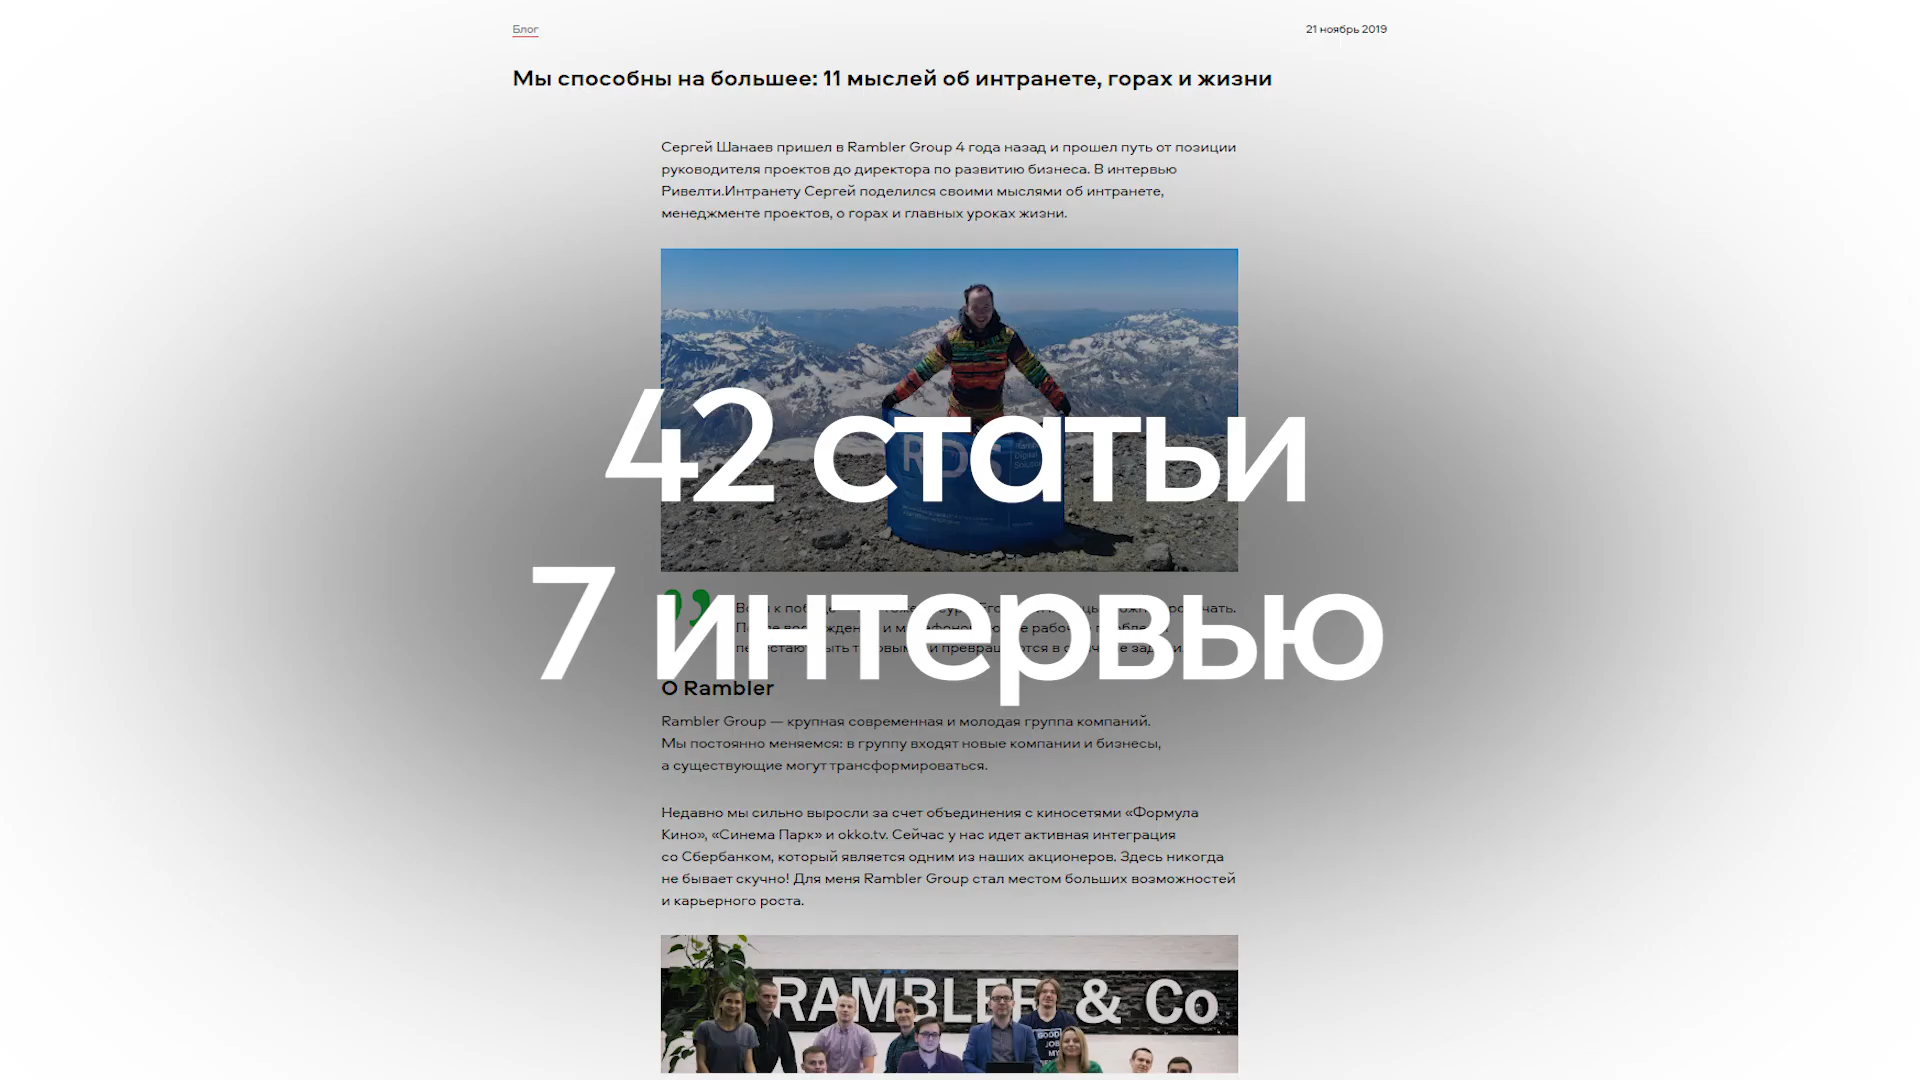 Блог
21 ноябрь 2019
Мы способны на большее: 11 мыслей об интранете, горах и жизни
Сергей Шанаев пришел в Rambler Group 4 года назад и прошел путь от позиции
руководителя проектов до директора по развитию бизнеса. В интервью
Ривелти.Интранету Сергей поделился своими мыслями об интранете,
менеджменте проектов, о горах и главных уроках жизни.
42 статьи
RDS
7 интервью
О Rambler
Rambler Group — крупная современная и молодая группа компаний.
Мы постоянно меняемся: в группу входят новые компании и бизнесы,
а существующие могут трансформироваться.
Недавно мы сильно выросли за счет объединения с киносетями «Формула
Кино», «Синема Парк» и okko.tv. Сейчас у нас идет активная интеграция
со Сбербанком, который является одним из наших акционеров. Здесь никогда
не бывает скучно! Для меня Rambler Group стал местом больших возможностей
и карьерного роста.
RAMBLER & Co
GOOD
JOB
MY